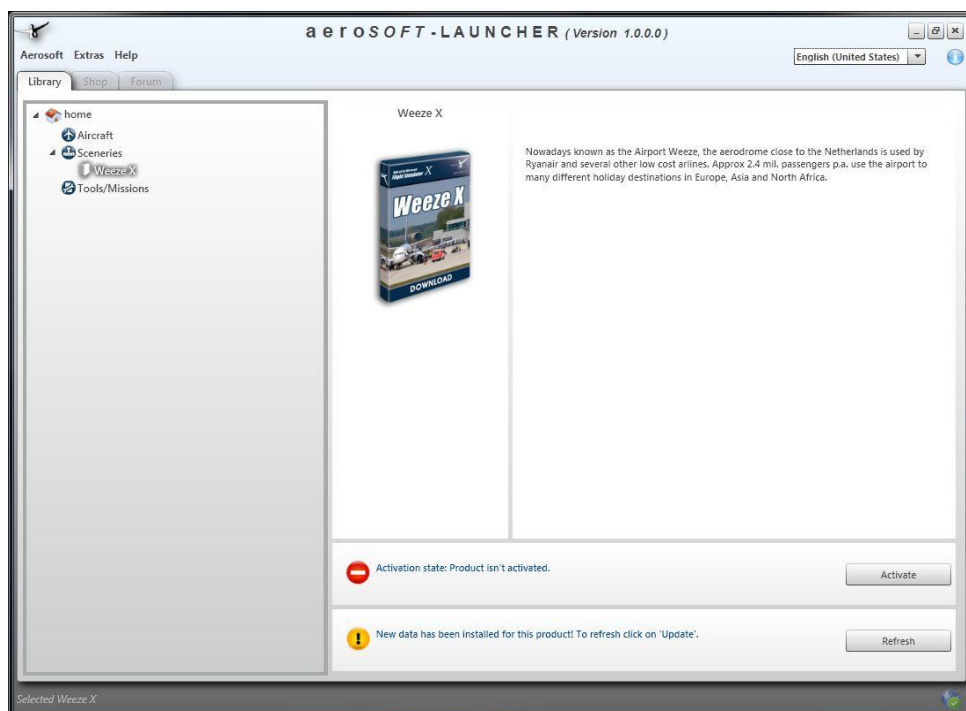 aeroSOFT-LAUNCHER (Version 1.0.0.0)
Aerosoft Extras Help
English (United States)
Library Shop Forum
home
Aircraft
Sceneries
Weeze X
Tools/Missions
Weeze X
Flight Simulator X
Weeze X
DOWNLOAD
Nowadays known as the Airport Weeze, the aerodrome close to the Netherlands is used by
Ryanair and several other low cost arlines. Approx 2.4 mil. passengers p.a. use the airport to
many different holiday destinations in Europe, Asia and North Africa.
Activation state: Product isn't activated.
Activate
New data has been installed for this product! To refresh click on 'Update'.
Refresh
Selected Weeze X